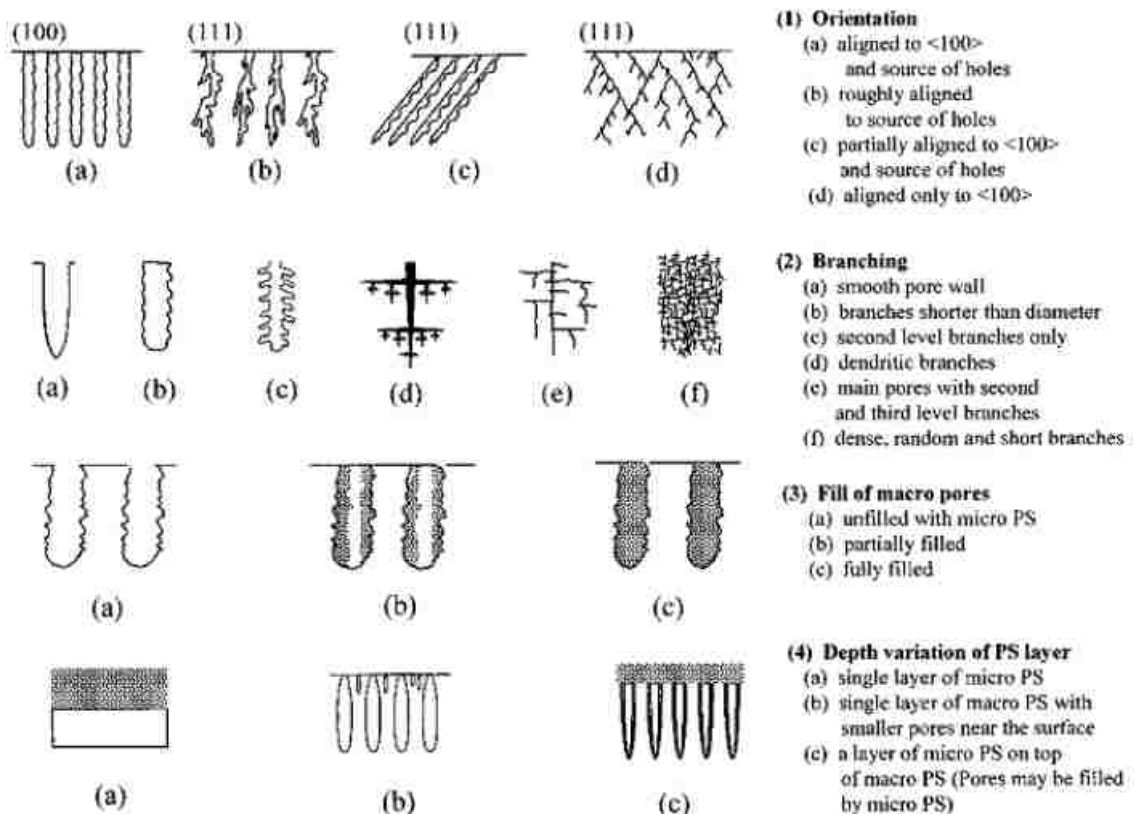 (100) (111) (111) (111)
(a) (b) (c) (d)
(1) Orientation
(a) aligned to <100>
and source of holes
(b) roughly aligned
to source of holes
(c) partially aligned to <100>
and source of holes
(d) aligned only to <100>
(a) (b) (c) (d) (e) (f)
(2) Branching
(a) smooth pore wall
(b) branches shorter than diameter
(c) second level branches only
(d) dendritic branches
(e) main pores with second
and third level branches
(f) dense, random and short branches
(a) (b) (c)
(3) Fill of macro pores
(a) unfilled with micro PS
(b) partially filled
(c) fully filled
(a) (b) (c)
(4) Depth variation of PS layer
(a) single layer of micro PS
(b) single layer of macro PS with
smaller pores near the surface
(c) a layer of micro PS on top
of macro PS (Pores may be filled
by micro PS)